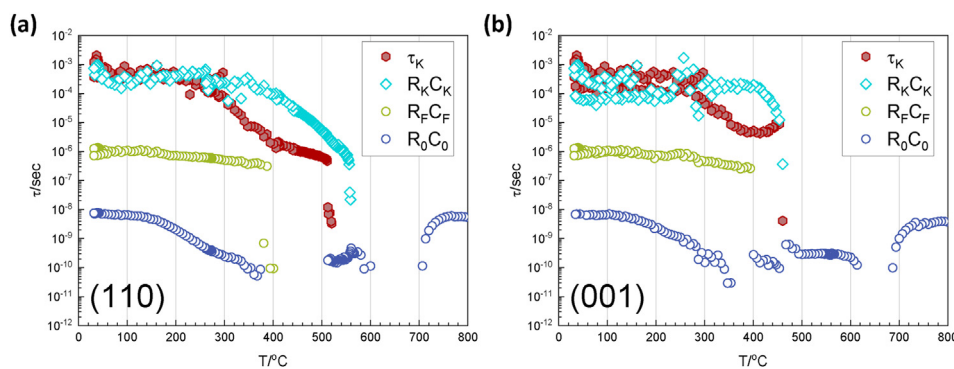 (a)
10⁻²
10⁻³
10⁻⁴
10⁻⁵
10⁻⁶
10⁻⁷
10⁻⁸
10⁻⁹
10⁻¹⁰
10⁻¹¹
10⁻¹²
τ/sec
τK
RKCK
RFCF
R0C0
(110)
0 100 200 300 400 500 600 700 800
T/ºC
(b)
10⁻²
10⁻³
10⁻⁴
10⁻⁵
10⁻⁶
10⁻⁷
10⁻⁸
10⁻⁹
10⁻¹⁰
10⁻¹¹
10⁻¹²
τ/sec
τK
RKCK
RFCF
R0C0
(001)
0 100 200 300 400 500 600 700 800
T/ºC